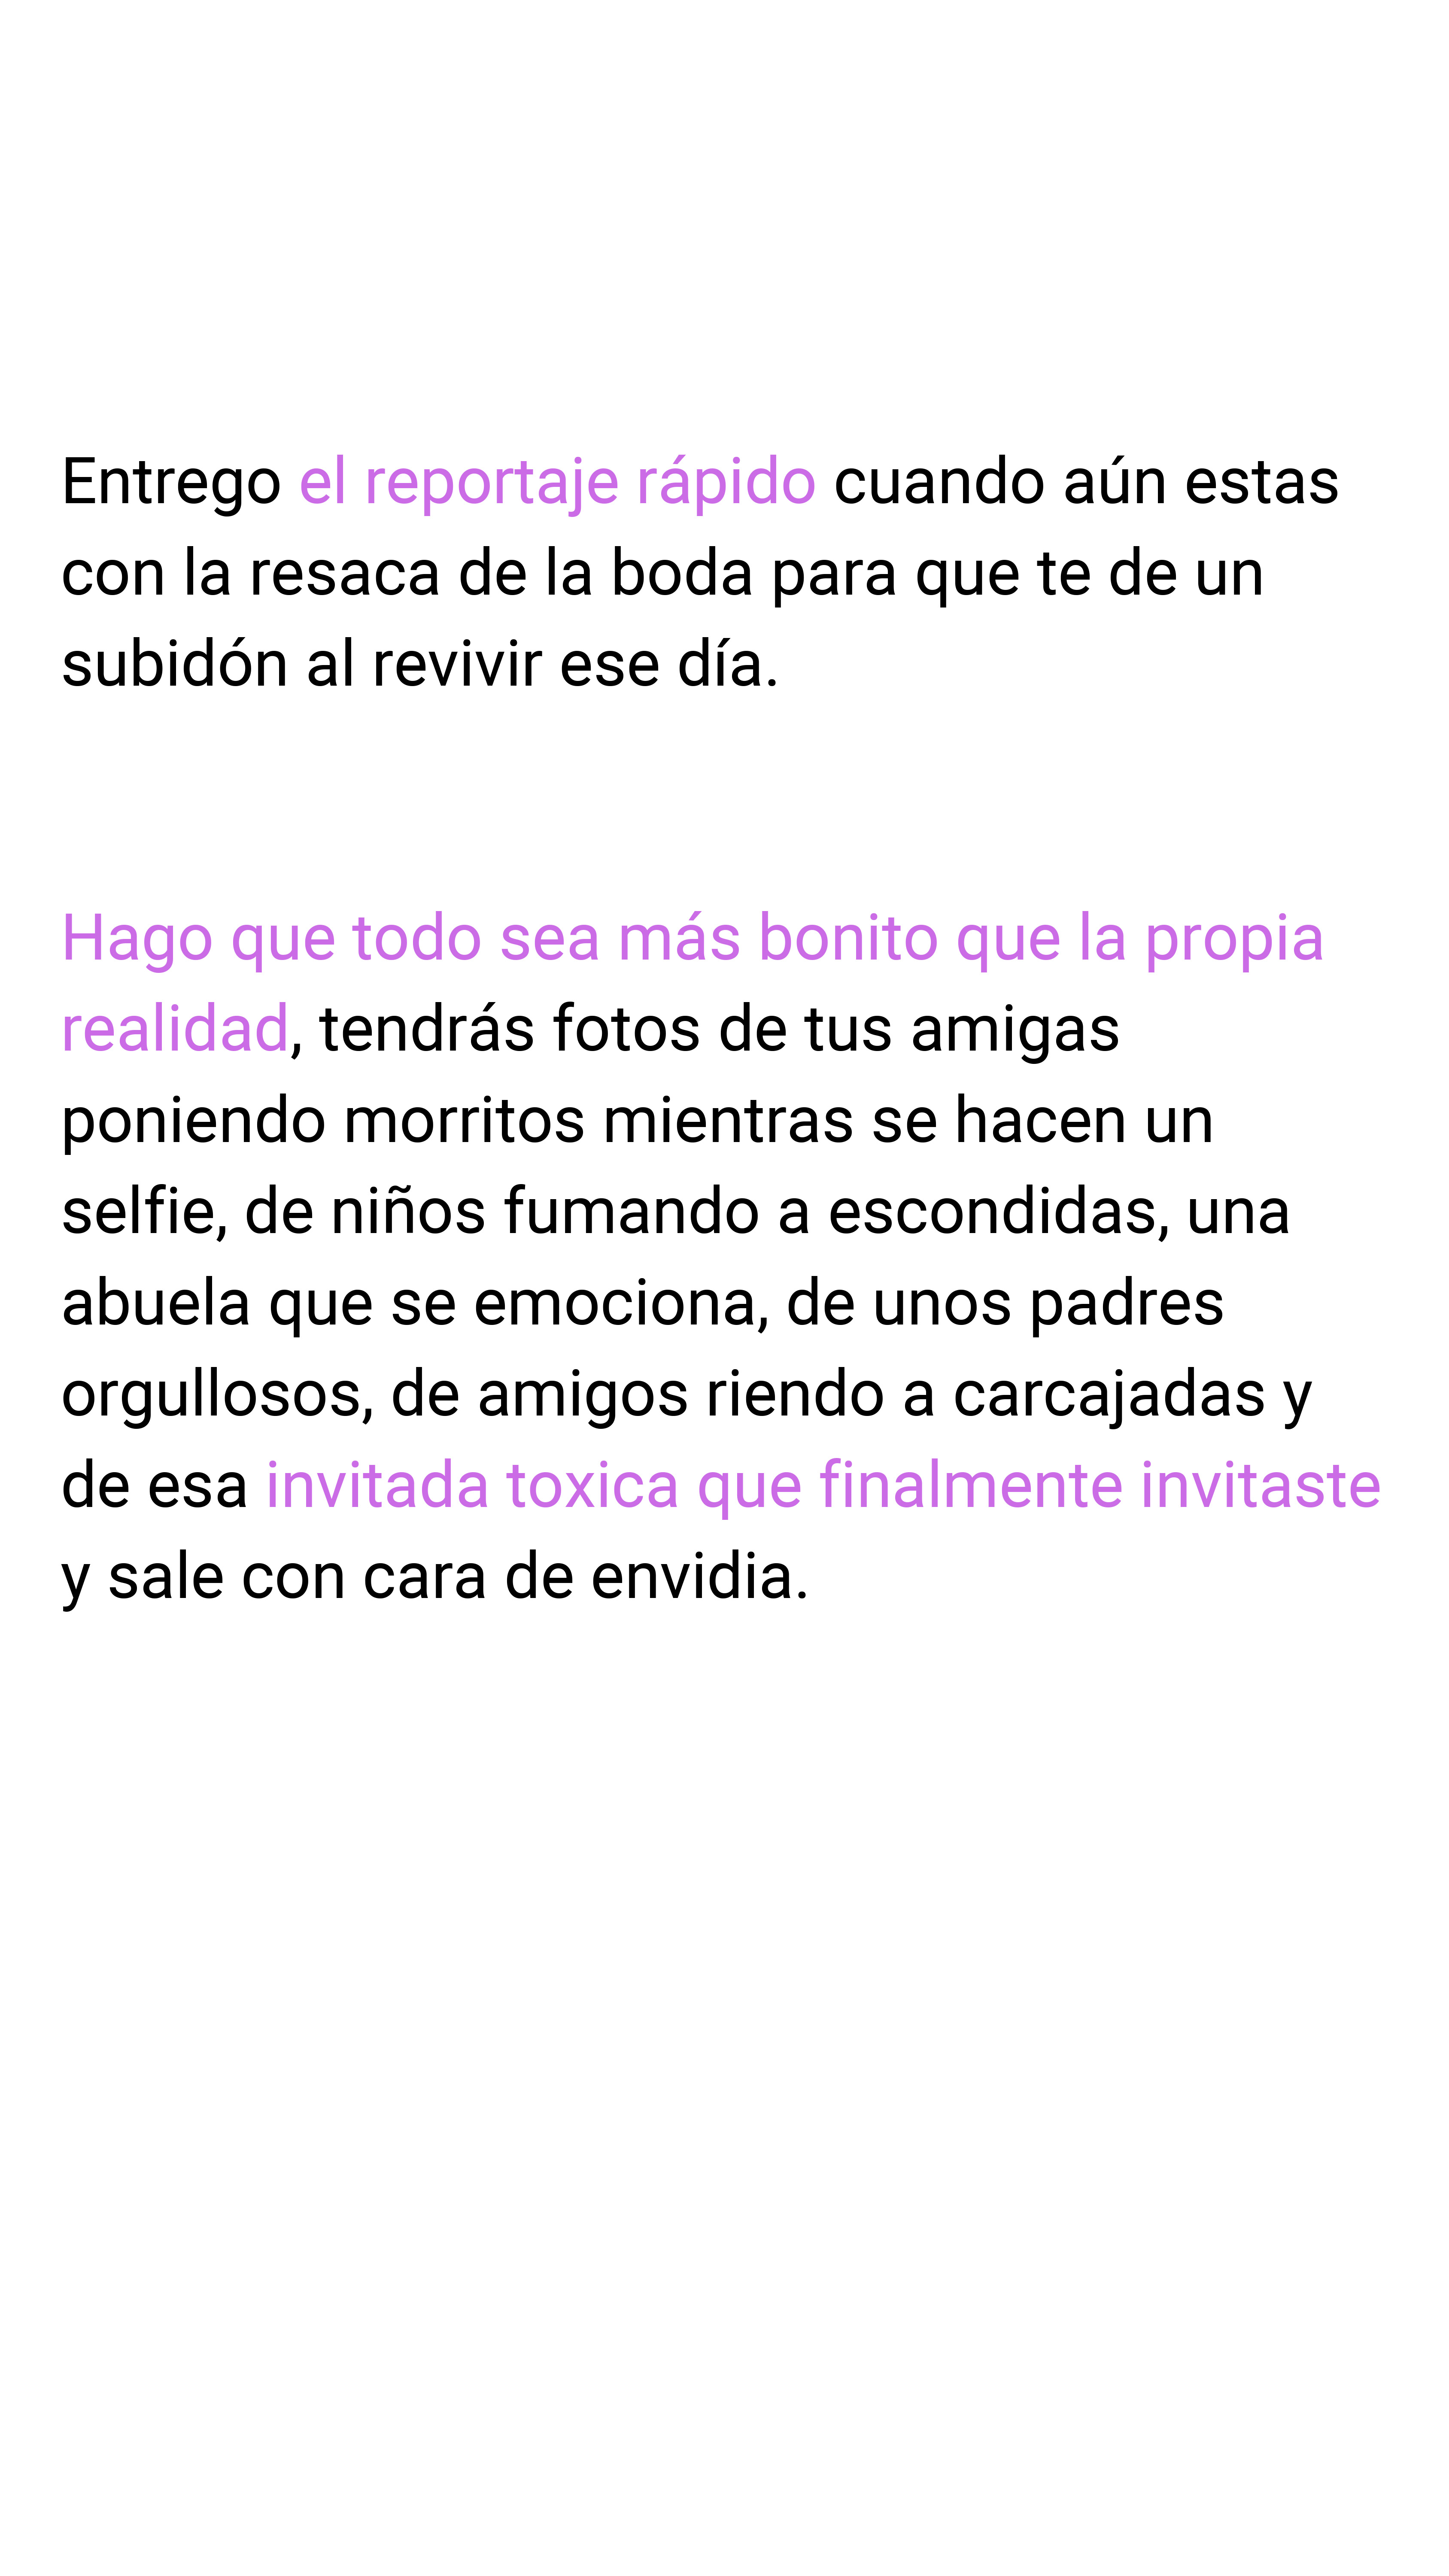 Entrego el reportaje rápido cuando aún estas
con la resaca de la boda para que te de un
subidón al revivir ese día.
Hago que todo sea más bonito que la propia
realidad, tendrás fotos de tus amigas
poniendo morritos mientras se hacen un
selfie, de niños fumando a escondidas, una
abuela que se emociona, de unos padres
orgullosos, de amigos riendo a carcajadas y
de esa invitada toxica que finalmente invitaste
y sale con cara de envidia.